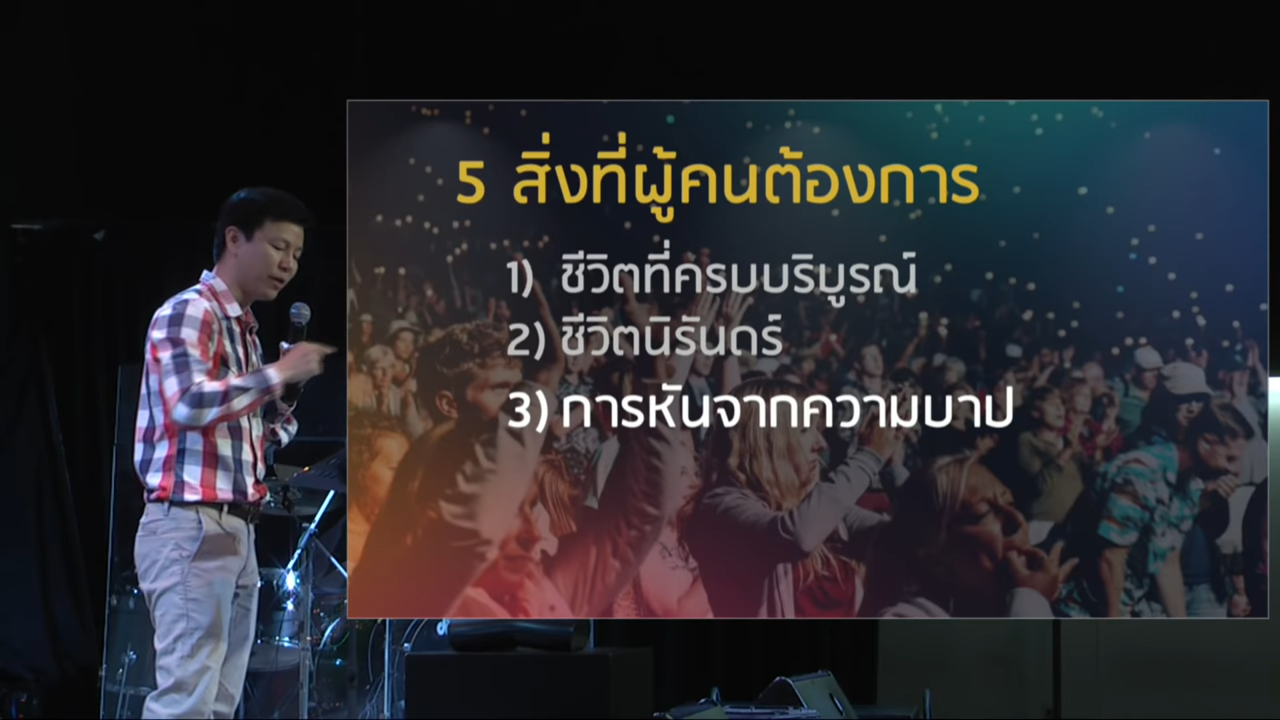 5 สิ่งที่ผู้คนต้องการ
1) ชีวิตที่ครบบริบูรณ์
2) ชีวิตนิรันดร์
3) การหันจากความบาป